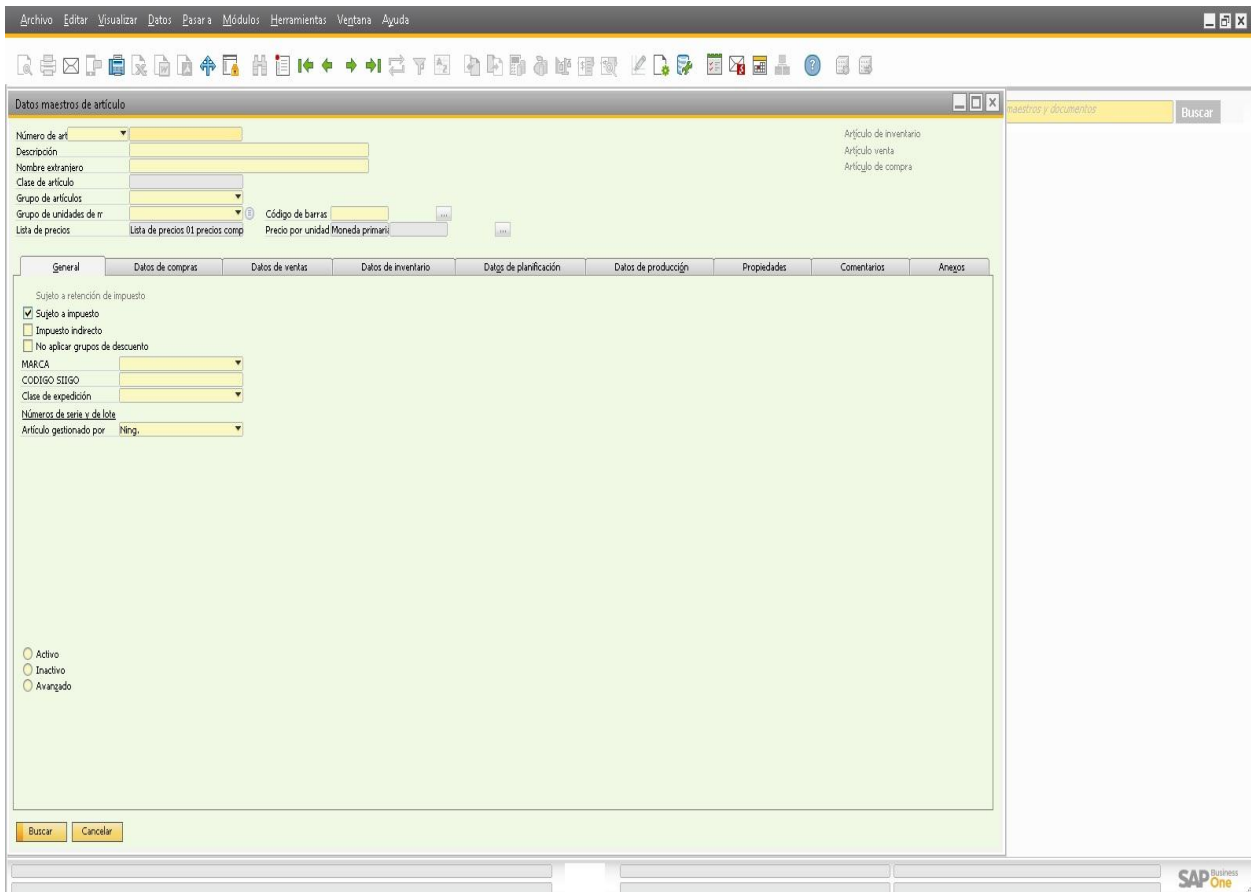 Archivo Editar Visualizar Datos Pasar a Módulos Herramientas Ventana Ayuda
Datos maestros de artículo
maestros y documentos Buscar
Número de art
Artículo de inventario
Descripción
Artículo venta
Nombre extranjero
Artículo de compra
Clase de artículo
Grupo de artículos
Grupo de unidades de m Código de barras ...
Lista de precios Lista de precios 01 precios comp Precio por unidad Moneda primaria ...
General Datos de compras Datos de ventas Datos de inventario Datos de planificación Datos de producción Propiedades Comentarios Anexos
Sujeto a retención de impuesto
Sujeto a impuesto
Impuesto indirecto
No aplicar grupos de descuento
MARCA
CODIGO SIIGO
Clase de expedición
Números de serie y de lote
Artículo gestionado por Ning.
Activo
Inactivo
Avanzado
Buscar Cancelar
SAP Business One